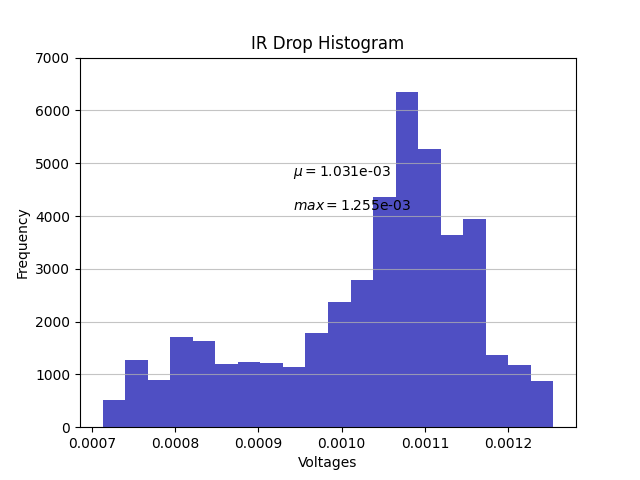 IR Drop Histogram
7000
6000
5000
4000
3000
2000
1000
0
Frequency
μ = 1.031e-03
max = 1.255e-03
0.0007 0.0008 0.0009 0.0010 0.0011 0.0012
Voltages